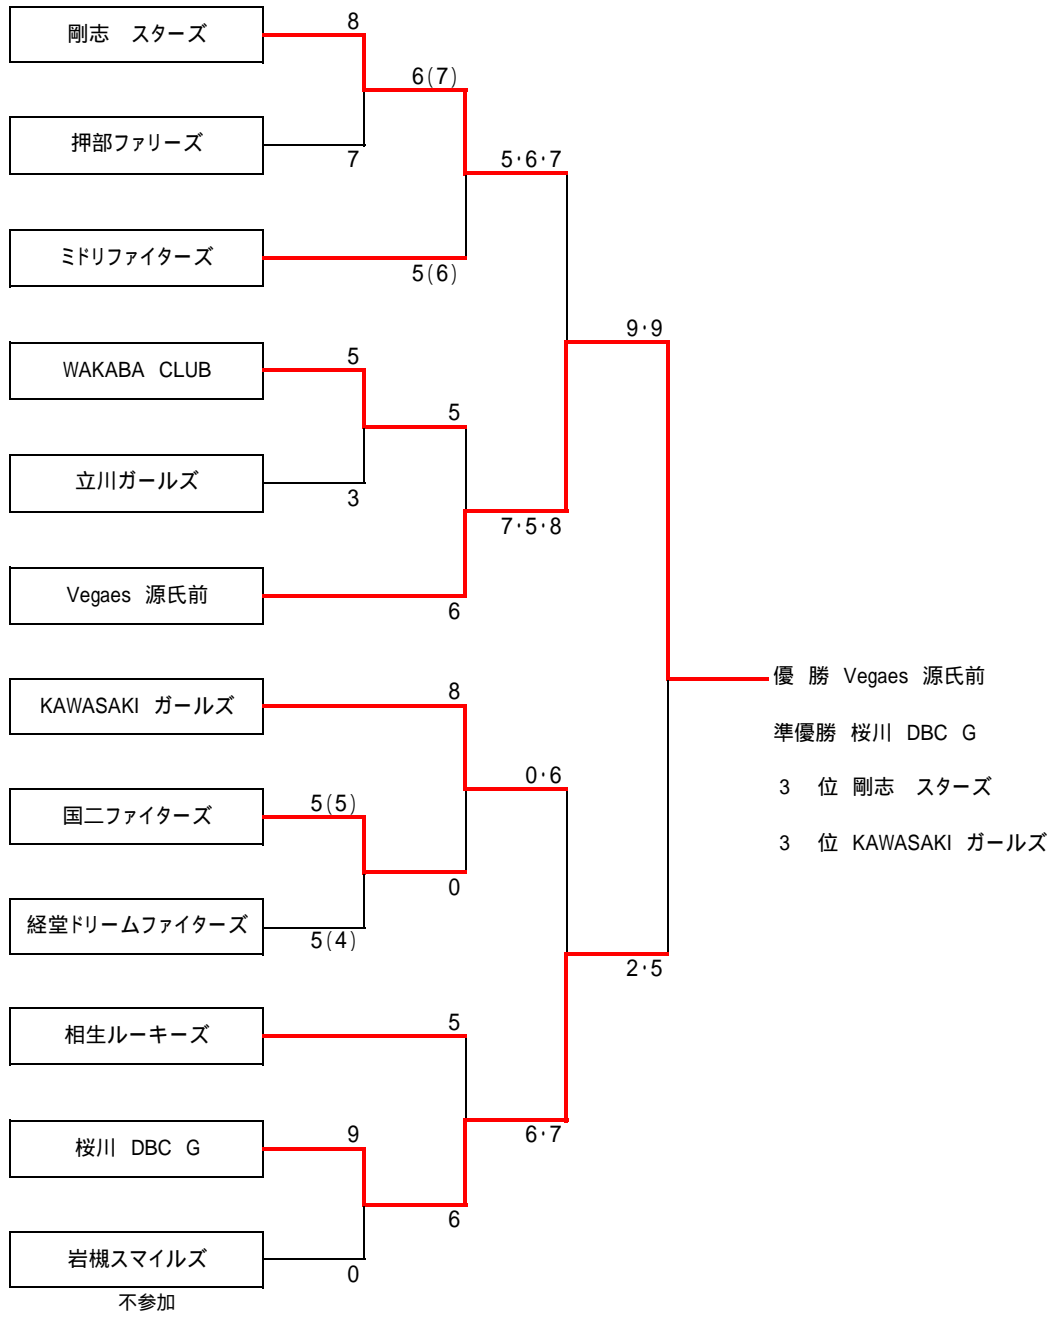 剛志　スターズ
8
6(7)
押部ファリーズ
7
5・6・7
ミドリファイターズ
5(6)
9・9
WAKABA CLUB
5
5
立川ガールズ
3
7・5・8
Vegaes 源氏前
6
優 勝 Vegaes 源氏前
KAWASAKI ガールズ
8
準優勝 桜川 DBC G
0・6
3　位 剛志　スターズ
国二ファイターズ
5(5)
3　位 KAWASAKI ガールズ
0
経堂ドリームファイターズ
5(4)
2・5
相生ルーキーズ
5
桜川 DBC G
9
6・7
6
岩槻スマイルズ
0
不参加